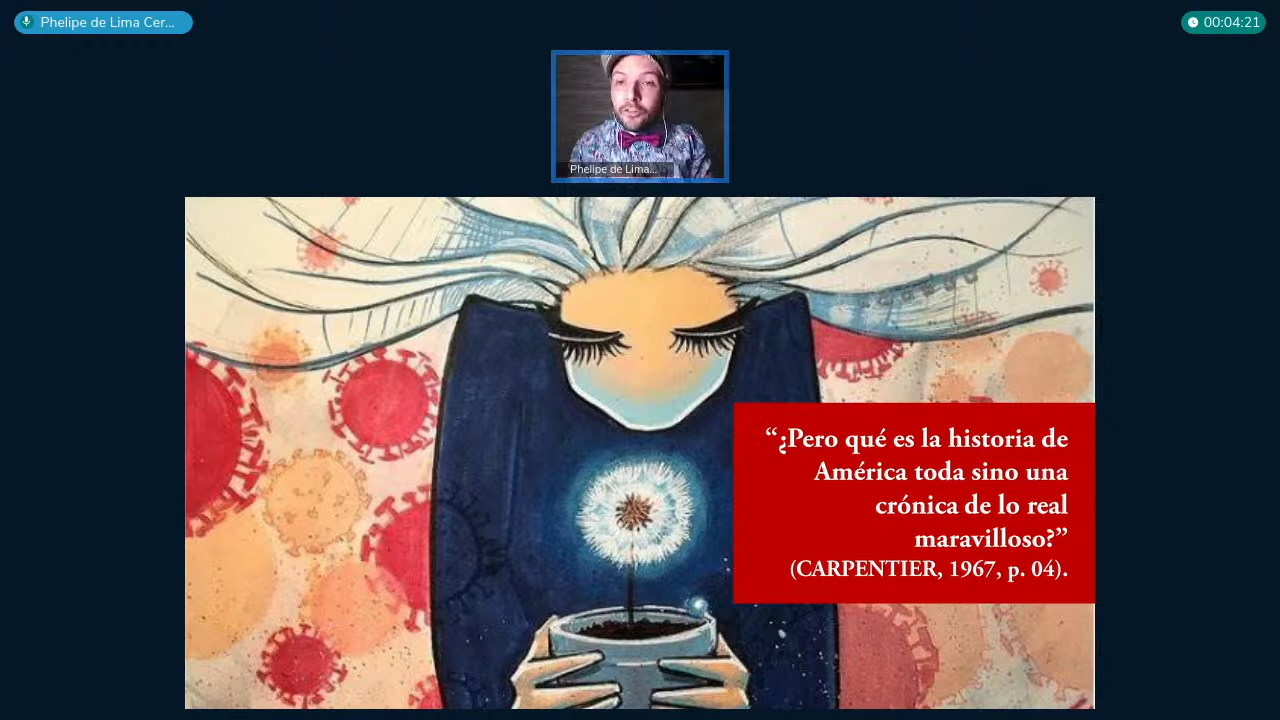 Phelipe de Lima Cer...
00:04:21
Phelipe de Lima...
“¿Pero qué es la historia de
América toda sino una
crónica de lo real
maravilloso?”
(CARPENTIER, 1967, p. 04).